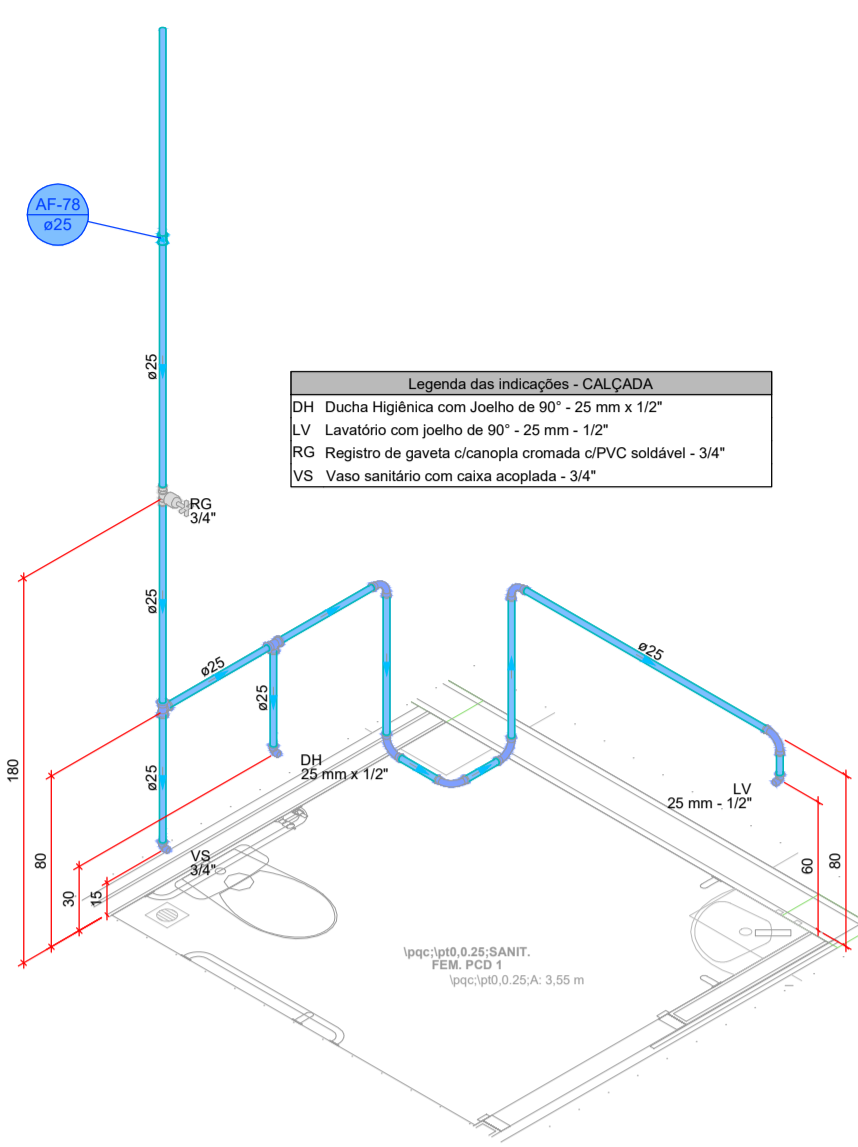 AF-78
ø25
ø25
Legenda das indicações - CALÇADA
DH Ducha Higiênica com Joelho de 90° - 25 mm x 1/2"
LV Lavatório com joelho de 90° - 25 mm - 1/2"
RG Registro de gaveta c/canopla cromada c/PVC soldável - 3/4"
VS Vaso sanitário com caixa acoplada - 3/4"
RG
3/4"
ø25
ø25
ø25
ø25
ø25
DH
25 mm x 1/2"
LV
25 mm - 1/2"
VS
3/4"
180
80
30
15
60
80
\pqc;\pt0,0.25;SANIT.
FEM. PCD 1
\pqc;\pt0,0.25;A: 3,55 m